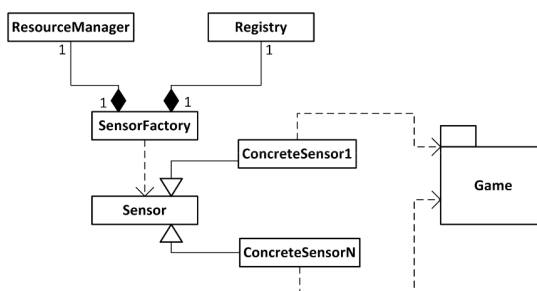 ResourceManager
Registry
1
1
1
1
SensorFactory
ConcreteSensor1
Game
Sensor
ConcreteSensorN